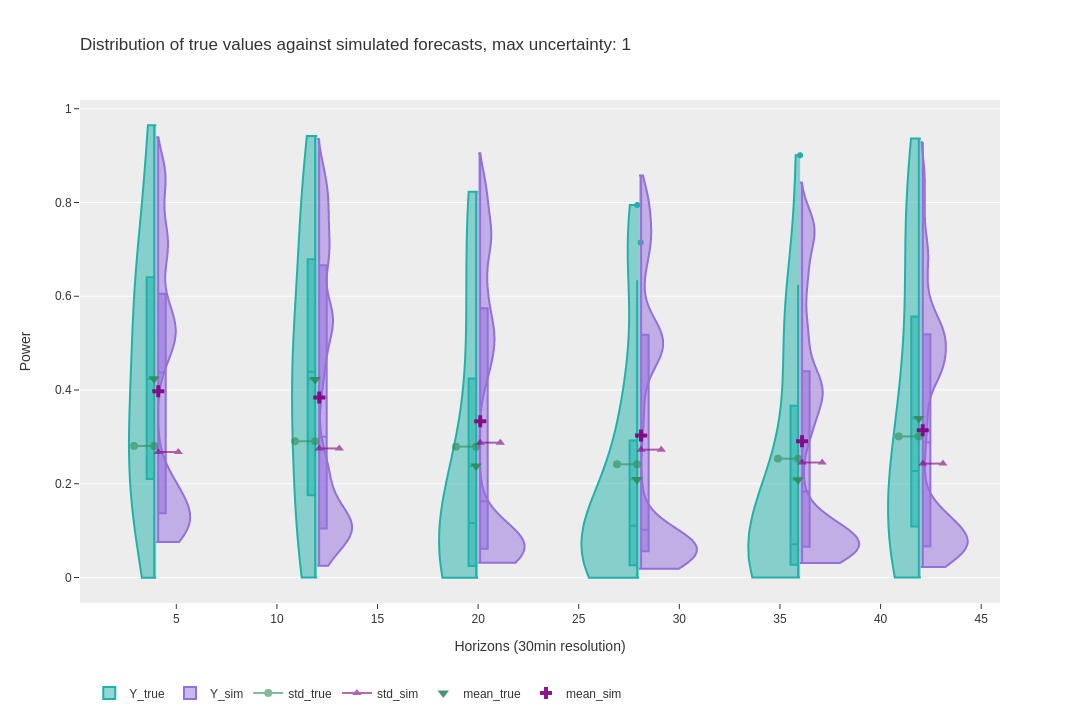 Distribution of true values against simulated forecasts, max uncertainty: 1
1
0.8
0.6
0.4
0.2
0
Power
5 10 15 20 25 30 35 40 45
Horizons (30min resolution)
Y_true Y_sim std_true std_sim mean_true mean_sim